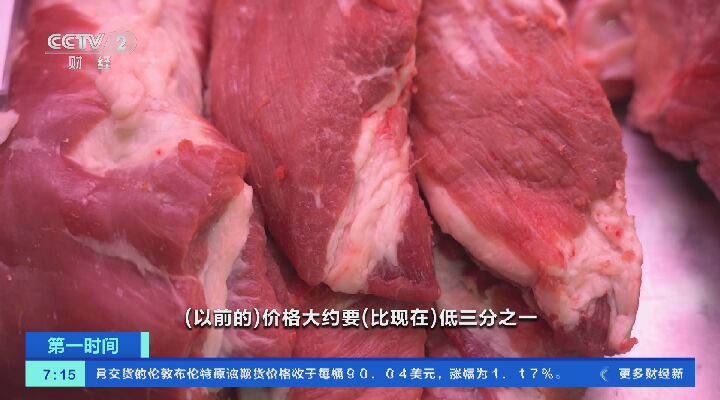 CCTV 2
财经
(以前的)价格大约要(比现在)低三分之一
第一时间
7:15
月交货的伦敦布伦特原油期货价格收于每桶90.04美元，涨幅为1.17%。
更多财经新